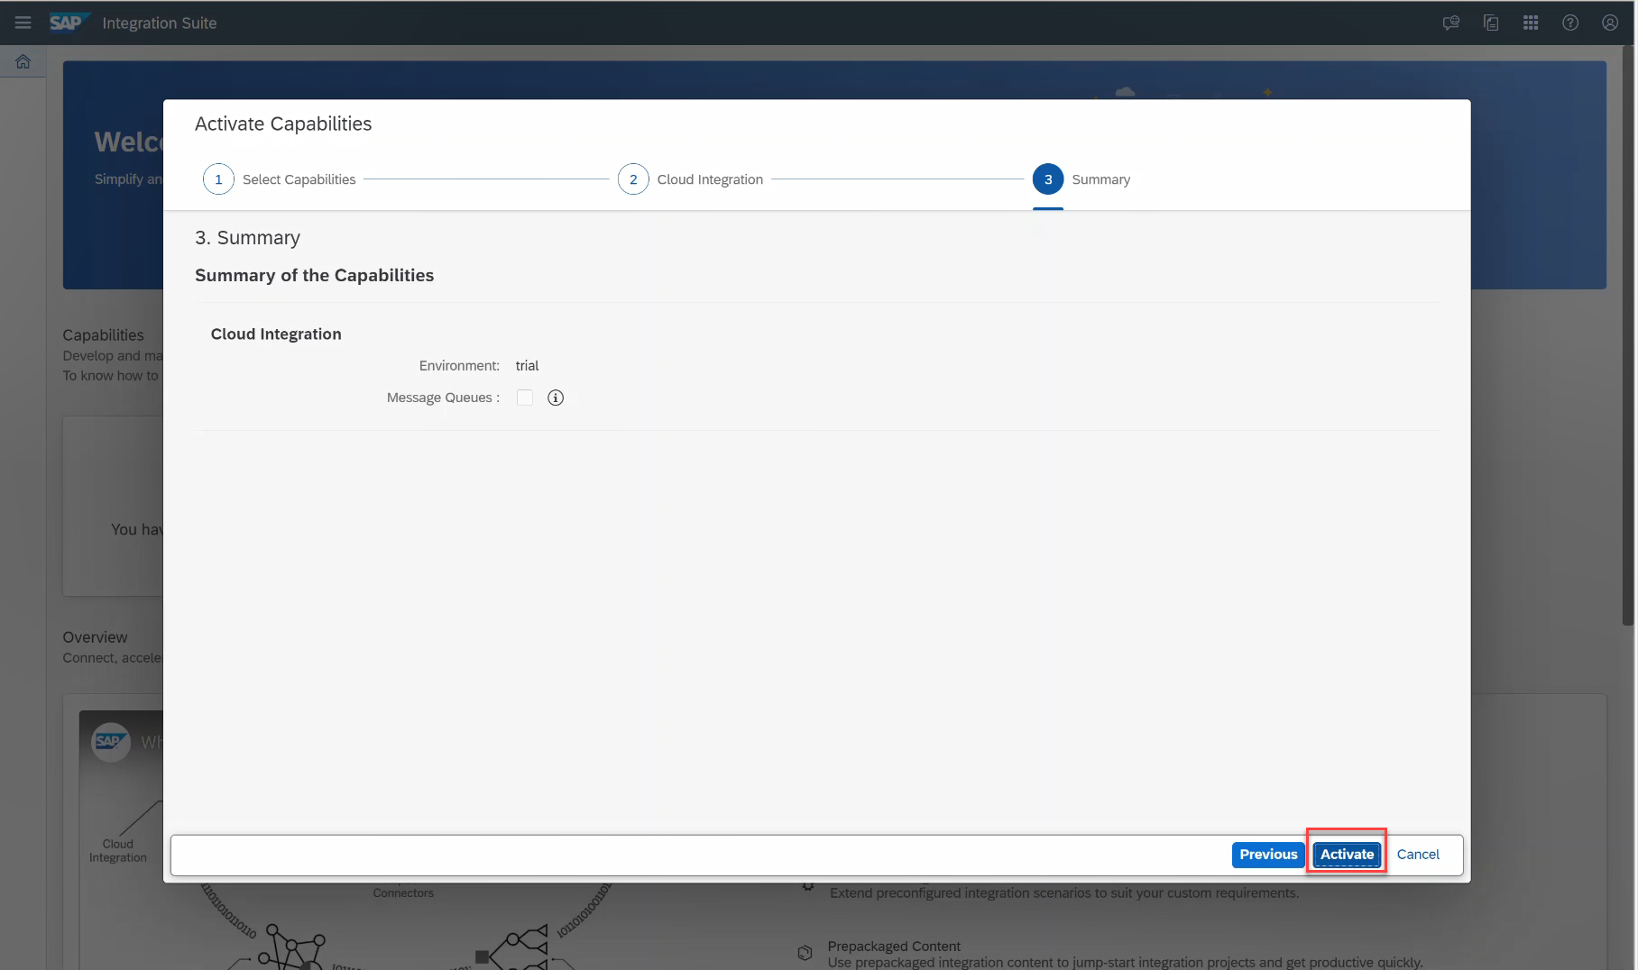 SAP Integration Suite
Welc
Simplify an
Activate Capabilities
1 Select Capabilities
2 Cloud Integration
3 Summary
3. Summary
Summary of the Capabilities
Cloud Integration
Environment: trial
Message Queues :
Capabilities
Develop and ma
To know how to
You hav
Overview
Connect, accele
SAP Wh
Cloud
Integration
Previous
Activate
Cancel
Connectors
Extend preconfigured integration scenarios to suit your custom requirements.
Prepackaged Content
Use prepackaged integration content to jump-start integration projects and get productive quickly.